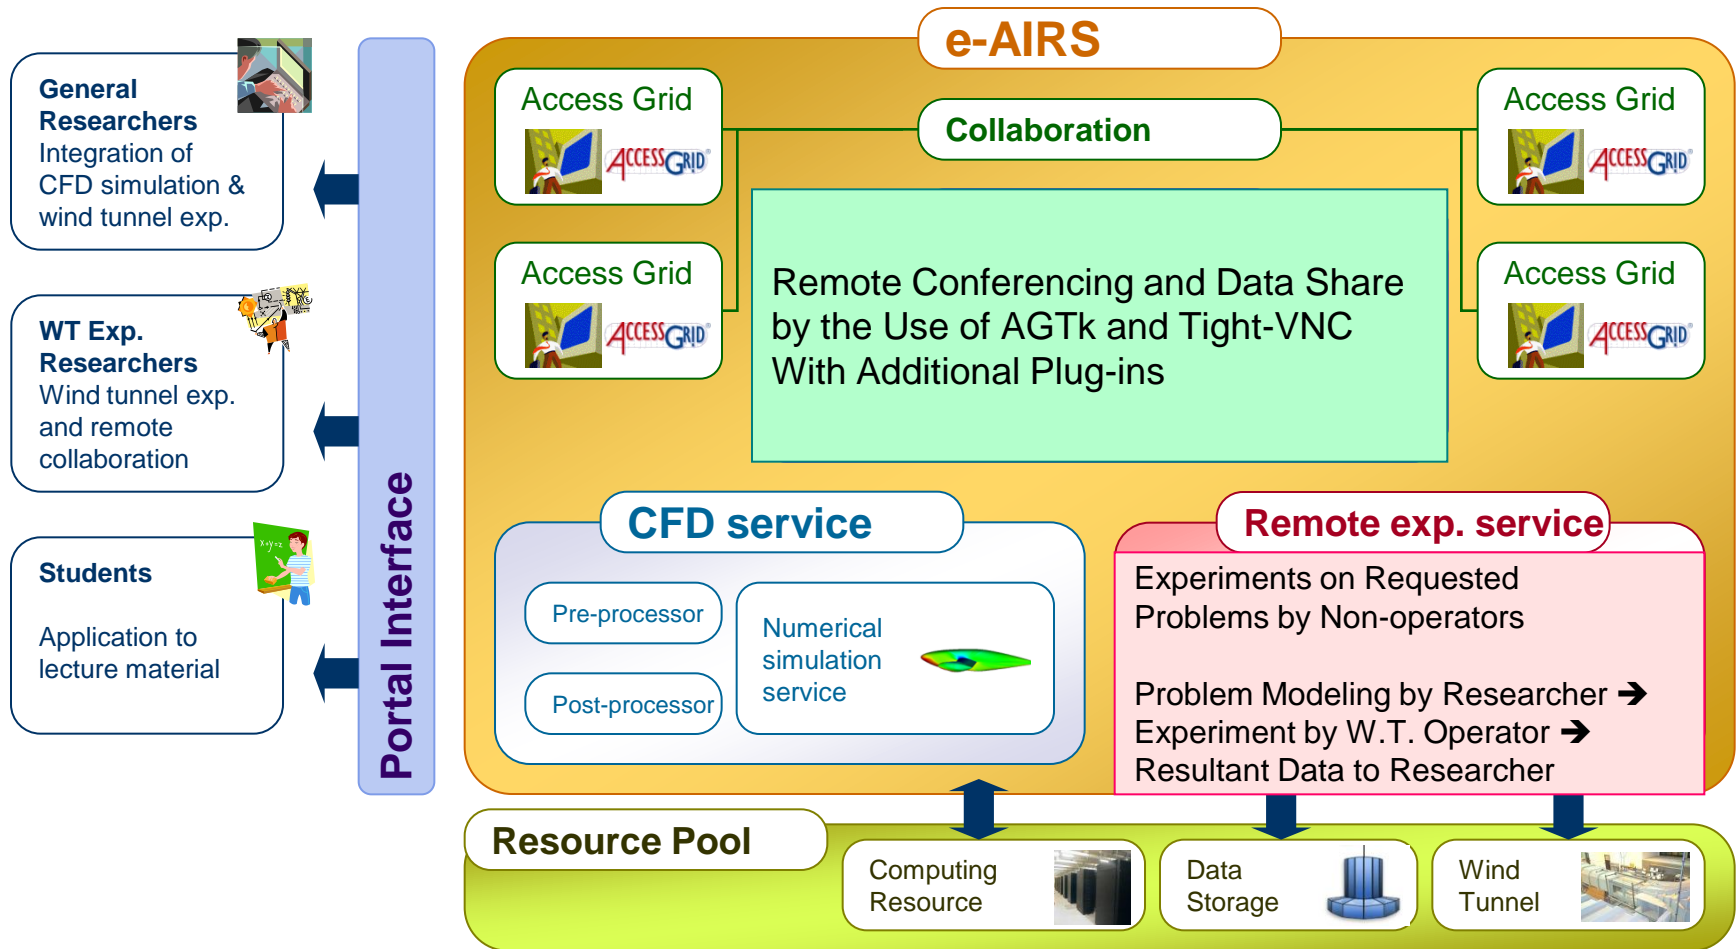 e-AIRS
General
Researchers
Integration of
CFD simulation &
wind tunnel exp.
WT Exp.
Researchers
Wind tunnel exp.
and remote
collaboration
Students
Application to
lecture material
x+y=z
Portal Interface
Access Grid
ACCESSGRID®
Access Grid
ACCESSGRID®
Collaboration
Access Grid
ACCESSGRID®
Access Grid
ACCESSGRID®
Remote Conferencing and Data Share
by the Use of AGTk and Tight-VNC
With Additional Plug-ins
CFD service
Pre-processor
Post-processor
Numerical
simulation
service
Remote exp. service
Experiments on Requested
Problems by Non-operators
Problem Modeling by Researcher ➔
Experiment by W.T. Operator ➔
Resultant Data to Researcher
Resource Pool
Computing
Resource
Data
Storage
Wind
Tunnel